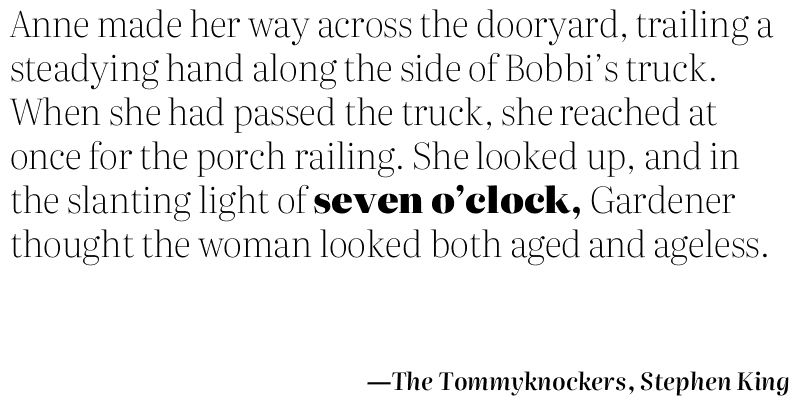 Anne made her way across the dooryard, trailing a
steadying hand along the side of Bobbi’s truck.
When she had passed the truck, she reached at
once for the porch railing. She looked up, and in
the slanting light of seven o’clock, Gardener
thought the woman looked both aged and ageless.
—The Tommyknockers, Stephen King